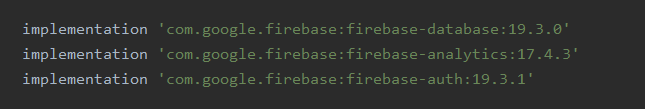 implementation 'com.google.firebase:firebase-database:19.3.0'
implementation 'com.google.firebase:firebase-analytics:17.4.3'
implementation 'com.google.firebase:firebase-auth:19.3.1'